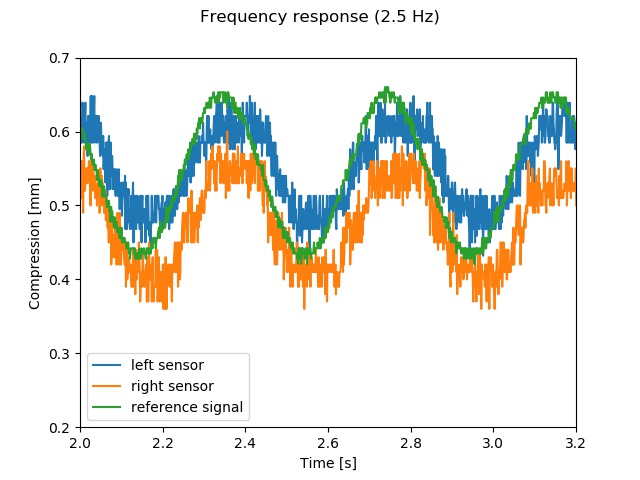 Frequency response (2.5 Hz)
Compression [mm]
0.7
0.6
0.5
0.4
0.3
0.2
left sensor
right sensor
reference signal
2.0 2.2 2.4 2.6 2.8 3.0 3.2
Time [s]